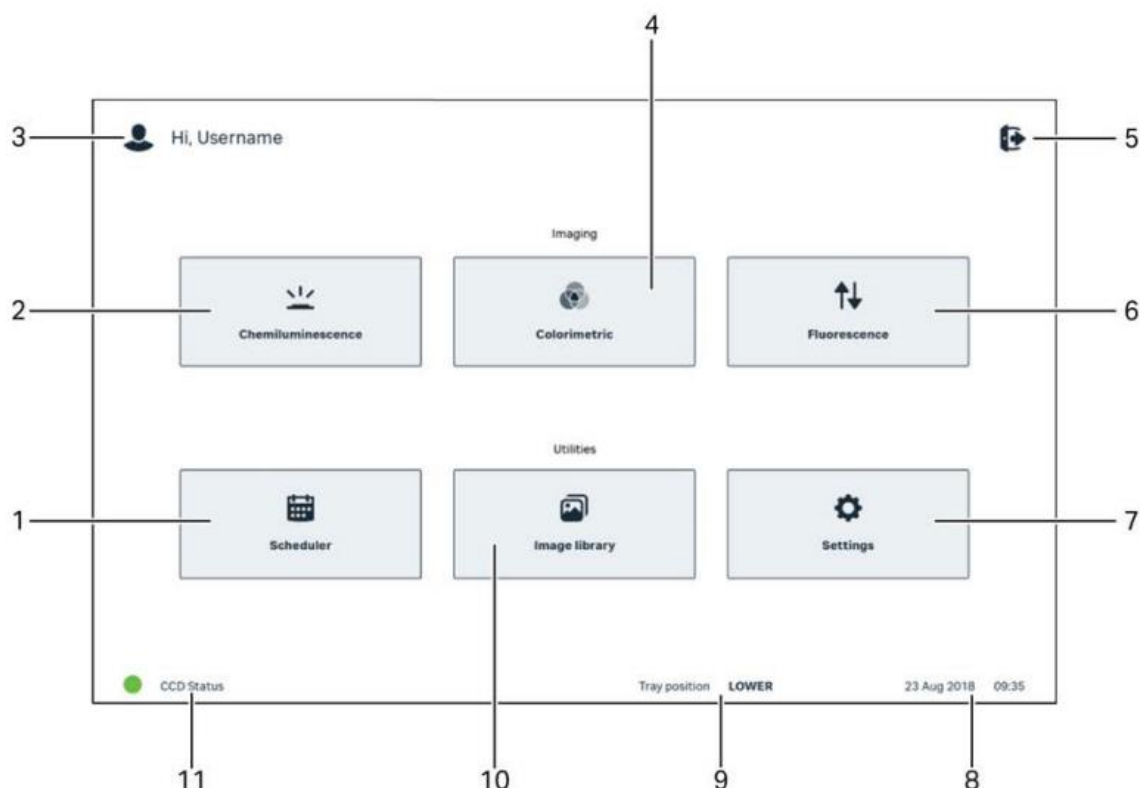 4
3 Hi, Username 5
Imaging
2 Chemiluminescence Colorimetric Fluorescence 6
Utilities
1 Scheduler Image library Settings 7
CCD Status Tray position LOWER 23 Aug 2018 09:35
11 10 9 8